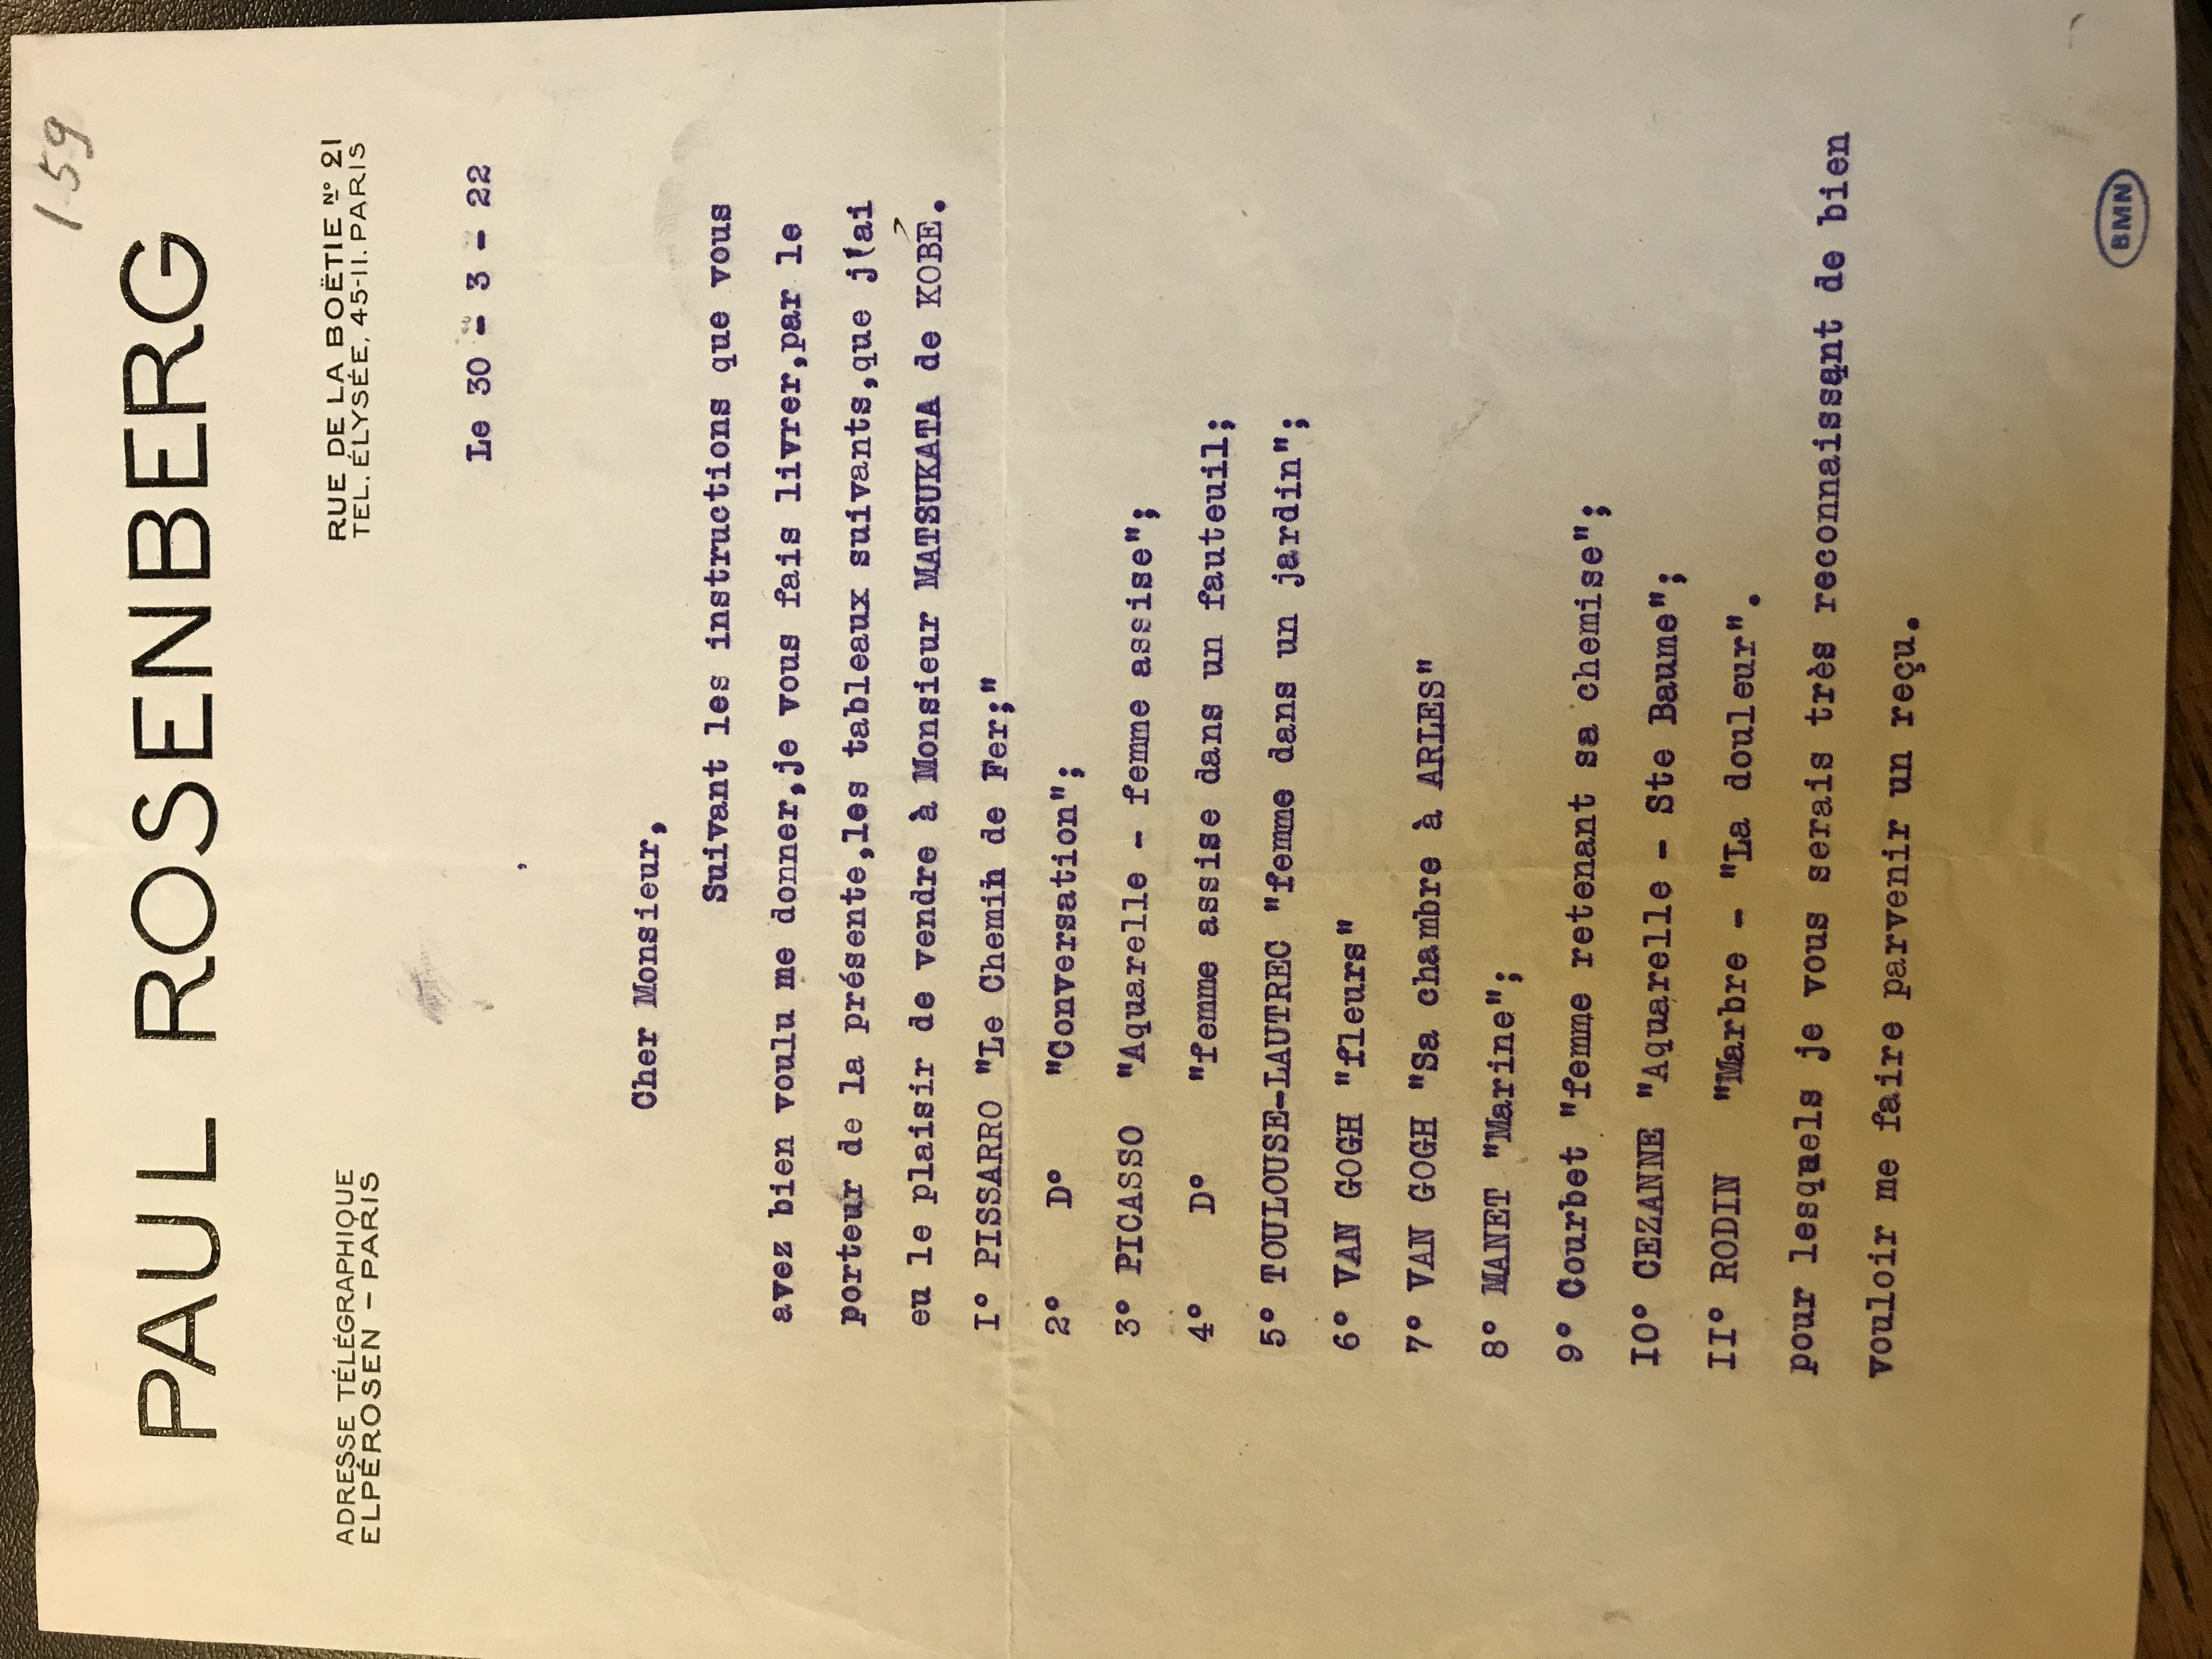 159
PAUL ROSENBERG
ADRESSE TÉLÉGRAPHIQUE
ELPÉROSEN – PARIS
RUE DE LA BOËTIE Nº 21
TEL. ÉLYSÉE, 45-11. PARIS
Le 30 - 3 - 22
Cher Monsieur,
Suivant les instructions que vous
avez bien voulu me donner,je vous fais livrer,par le
porteur de la présente,les tableaux suivants,que j'ai
eu le plaisir de vendre à Monsieur MATSUKATA de KOBE.
I° PISSARRO "Le Chemin de Fer;"
2° D° "Conversation";
3° PICASSO "Aquarelle - femme assise";
4° D° "femme assise dans un fauteuil;
5° TOULOUSE-LAUTREC "femme dans un jardin";
6° VAN GOGH "fleurs"
7° VAN GOGH "Sa chambre à ARLES"
8° MANET "Marine";
9° Courbet "femme retenant sa chemise";
I0° CEZANNE "Aquarelle - Ste Baume";
II° RODIN "Marbre - "La douleur".
pour lesquels je vous serais très reconnaissant de bien
vouloir me faire parvenir un reçu.
BMN